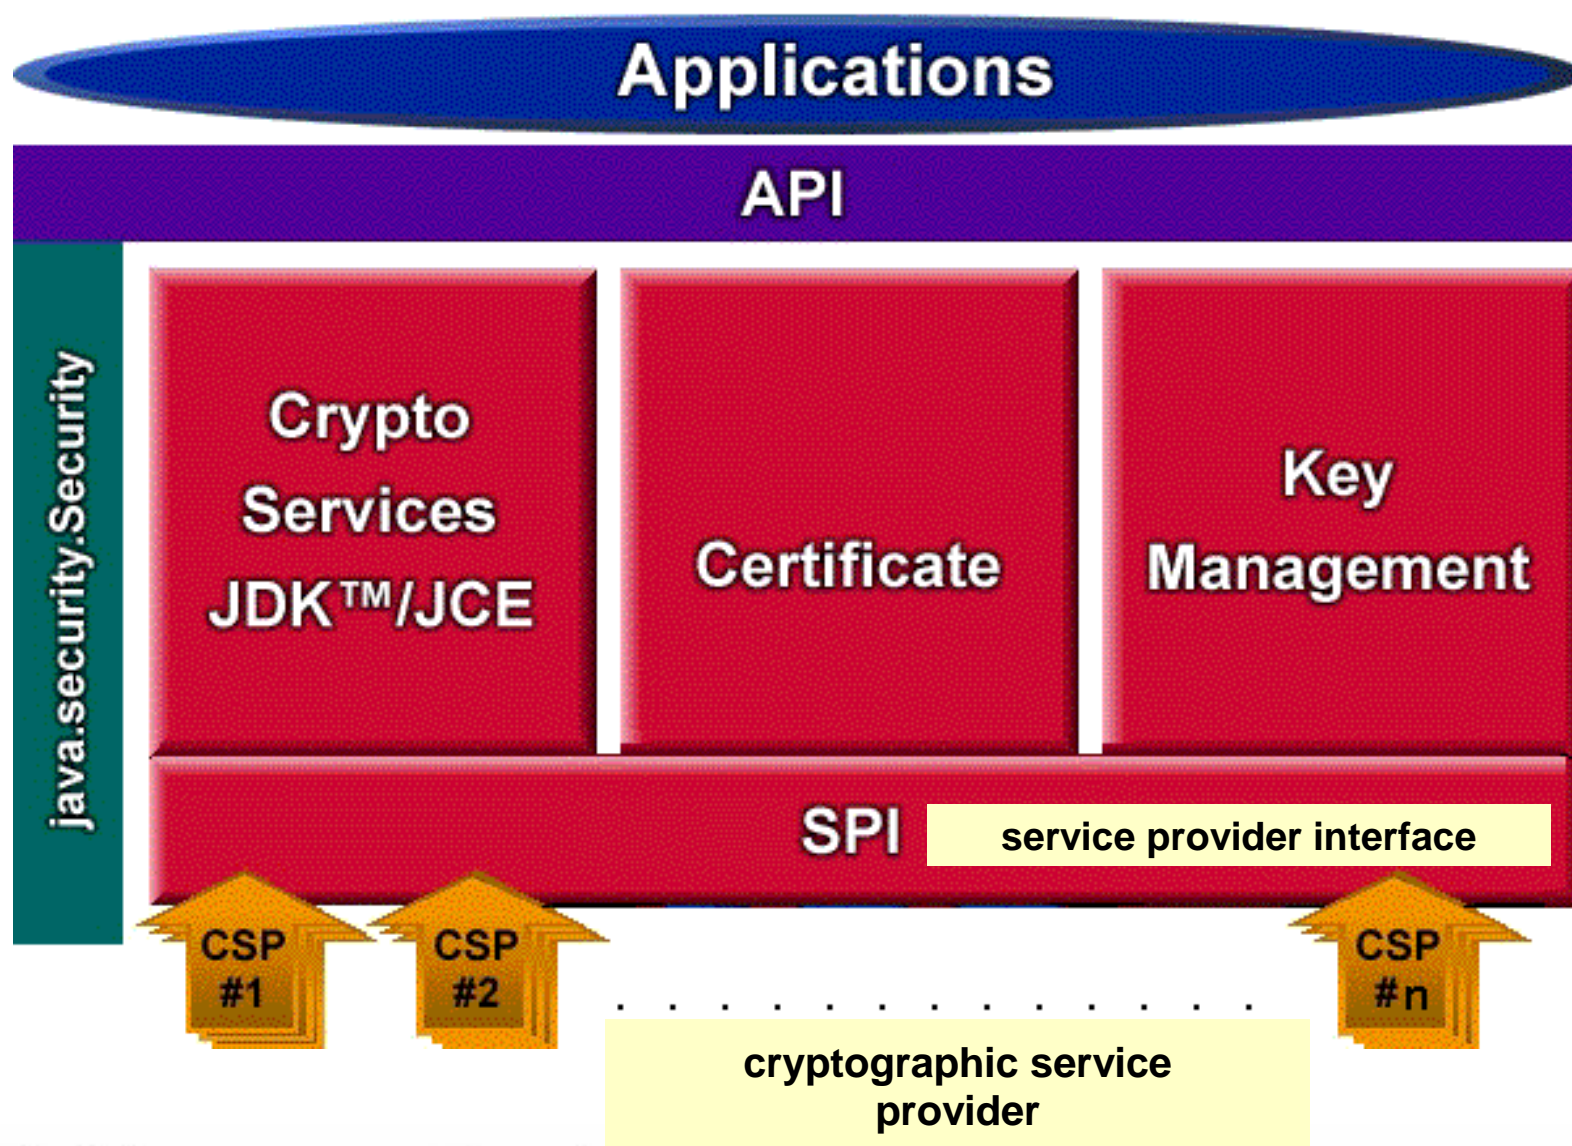 Applications
API
java.security.Security
Crypto
Services
JDK™/JCE
Certificate
Key
Management
SPI
service provider interface
CSP
#1
CSP
#2
. . . . . . . . . . . . .
CSP
#n
cryptographic service
provider